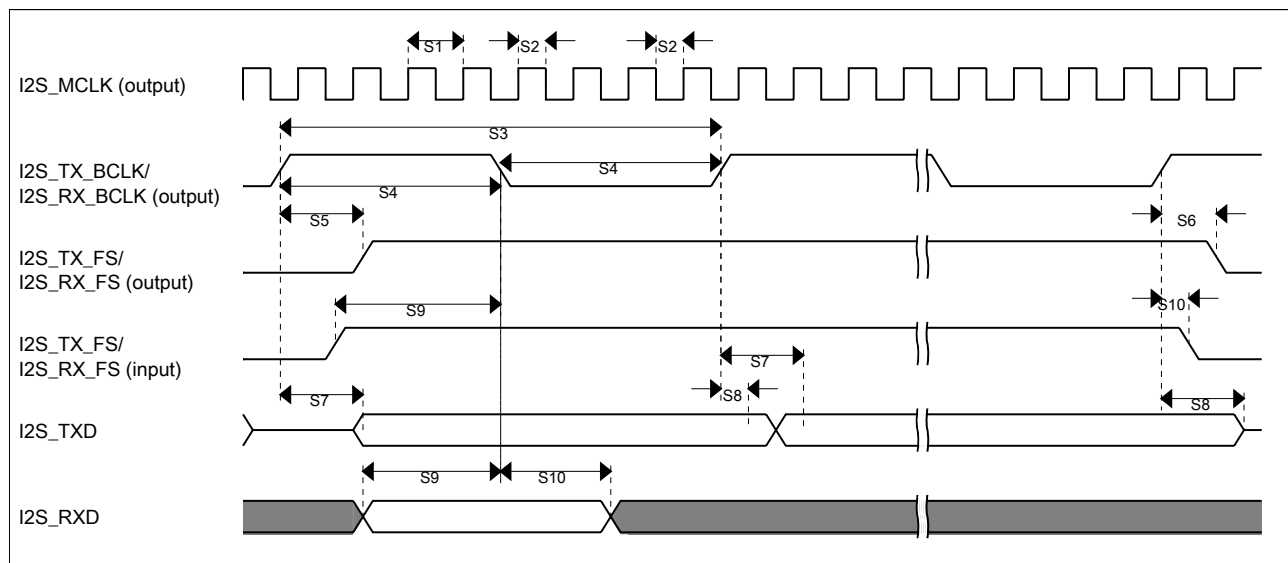 S1
S2
S2
I2S_MCLK (output)
S3
I2S_TX_BCLK/
I2S_RX_BCLK (output)
S4
S4
S5
S6
I2S_TX_FS/
I2S_RX_FS (output)
S9
S10
I2S_TX_FS/
I2S_RX_FS (input)
S7
S7
S8
S8
I2S_TXD
S9
S10
I2S_RXD